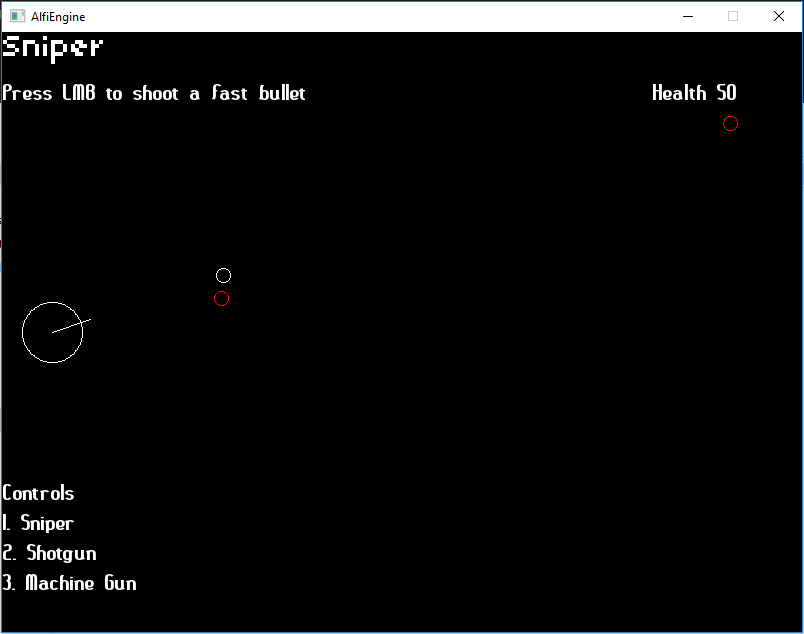 AlfiEngine
Sniper
Press LMB to shoot a fast bullet
Health 50
Controls
1. Sniper
2. Shotgun
3. Machine Gun